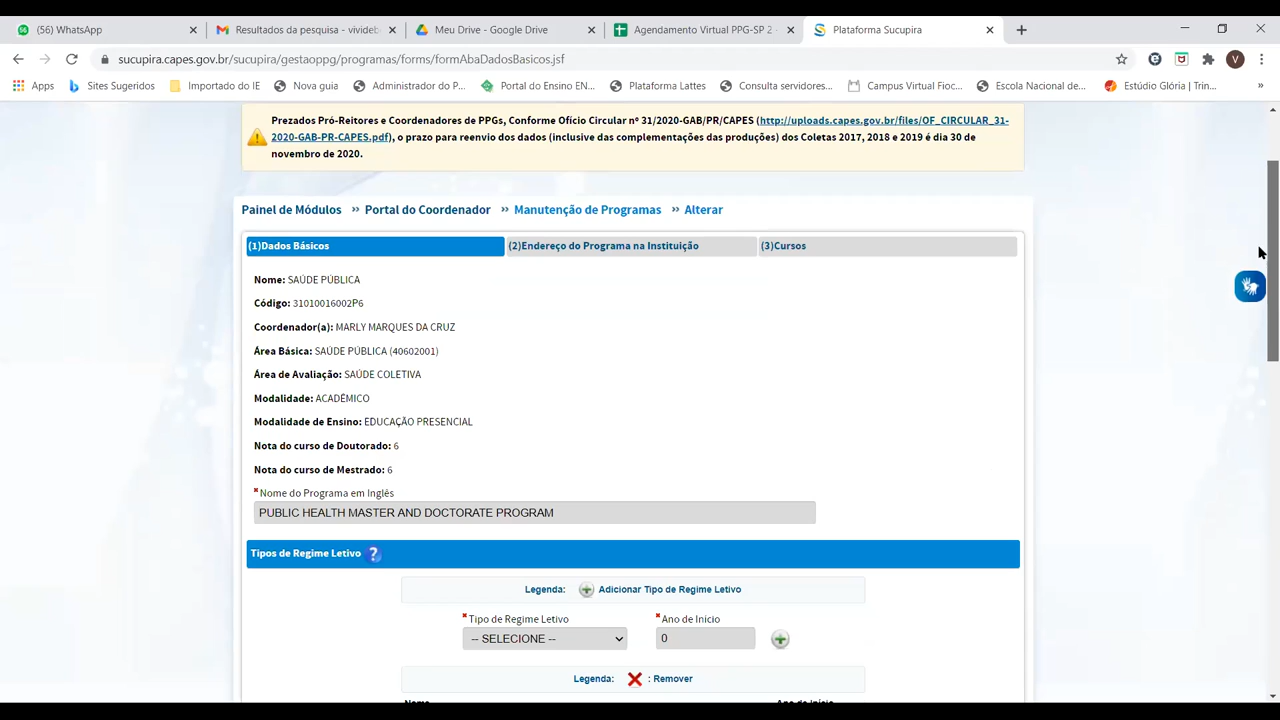 (56) WhatsApp
Resultados da pesquisa - vivideb
Meu Drive - Google Drive
Agendamento Virtual PPG-SP 2 -
Plataforma Sucupira
sucupira.capes.gov.br/sucupira/gestaoppg/programas/forms/formAbaDadosBasicos.jsf
V
Apps
Sites Sugeridos
Importado do IE
Nova guia
Administrador do P...
Portal do Ensino EN...
Plataforma Lattes
Consulta servidores...
Campus Virtual Fioc...
Escola Nacional de...
Estúdio Glória | Trin...
»
Prezados Pró-Reitores e Coordenadores de PPGs, Conforme Ofício Circular nº 31/2020-GAB/PR/CAPES (http://uploads.capes.gov.br/files/OF_CIRCULAR_31-
2020-GAB-PR-CAPES.pdf), o prazo para reenvio dos dados (inclusive das complementações das produções) dos Coletas 2017, 2018 e 2019 é dia 30 de
novembro de 2020.
Painel de Módulos » Portal do Coordenador » Manutenção de Programas » Alterar
(1)Dados Básicos
(2)Endereço do Programa na Instituição
(3)Cursos
Nome: SAÚDE PÚBLICA
Código: 31010016002P6
Coordenador(a): MARLY MARQUES DA CRUZ
Área Básica: SAÚDE PÚBLICA (40602001)
Área de Avaliação: SAÚDE COLETIVA
Modalidade: ACADÊMICO
Modalidade de Ensino: EDUCAÇÃO PRESENCIAL
Nota do curso de Doutorado: 6
Nota do curso de Mestrado: 6
Nome do Programa em Inglês
PUBLIC HEALTH MASTER AND DOCTORATE PROGRAM
Tipos de Regime Letivo ?
Legenda: Adicionar Tipo de Regime Letivo
Tipo de Regime Letivo
Ano de Início
-- SELECIONE --
0
Legenda: : Remover
Nome
Ano de Início